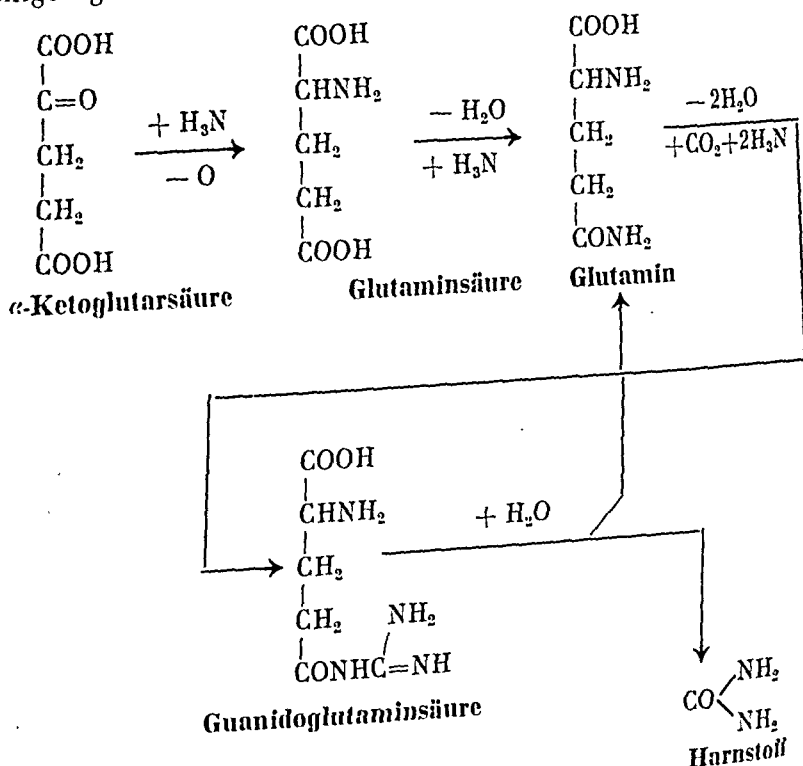 COOH
C=O
CH₂
CH₂
COOH
α-Ketoglutarsäure
+ H₃N
− O
COOH
CHNH₂
CH₂
CH₂
COOH
Glutaminsäure
− H₂O
+ H₃N
COOH
CHNH₂
CH₂
CH₂
CONH₂
Glutamin
− 2H₂O
+CO₂+2H₃N
COOH
CHNH₂
CH₂
CH₂
NH₂
CONHC=NH
Guanidoglutaminsäure
+ H₂O
NH₂
CO
NH₂
Harnstoff